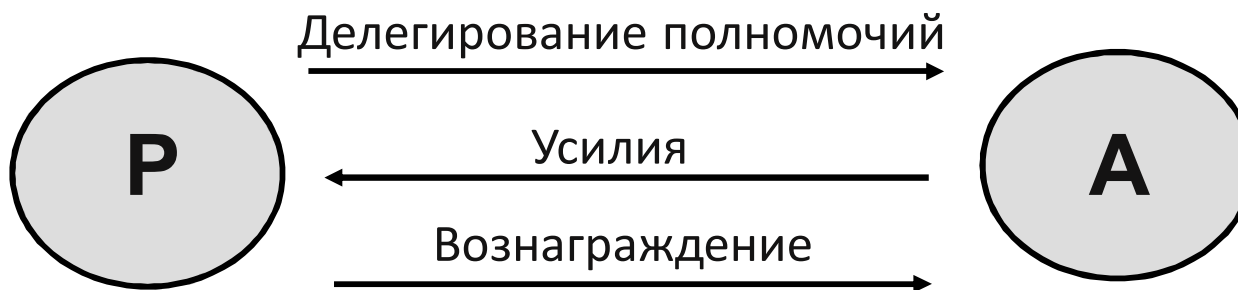 Делегирование полномочий
P
Усилия
A
Вознаграждение